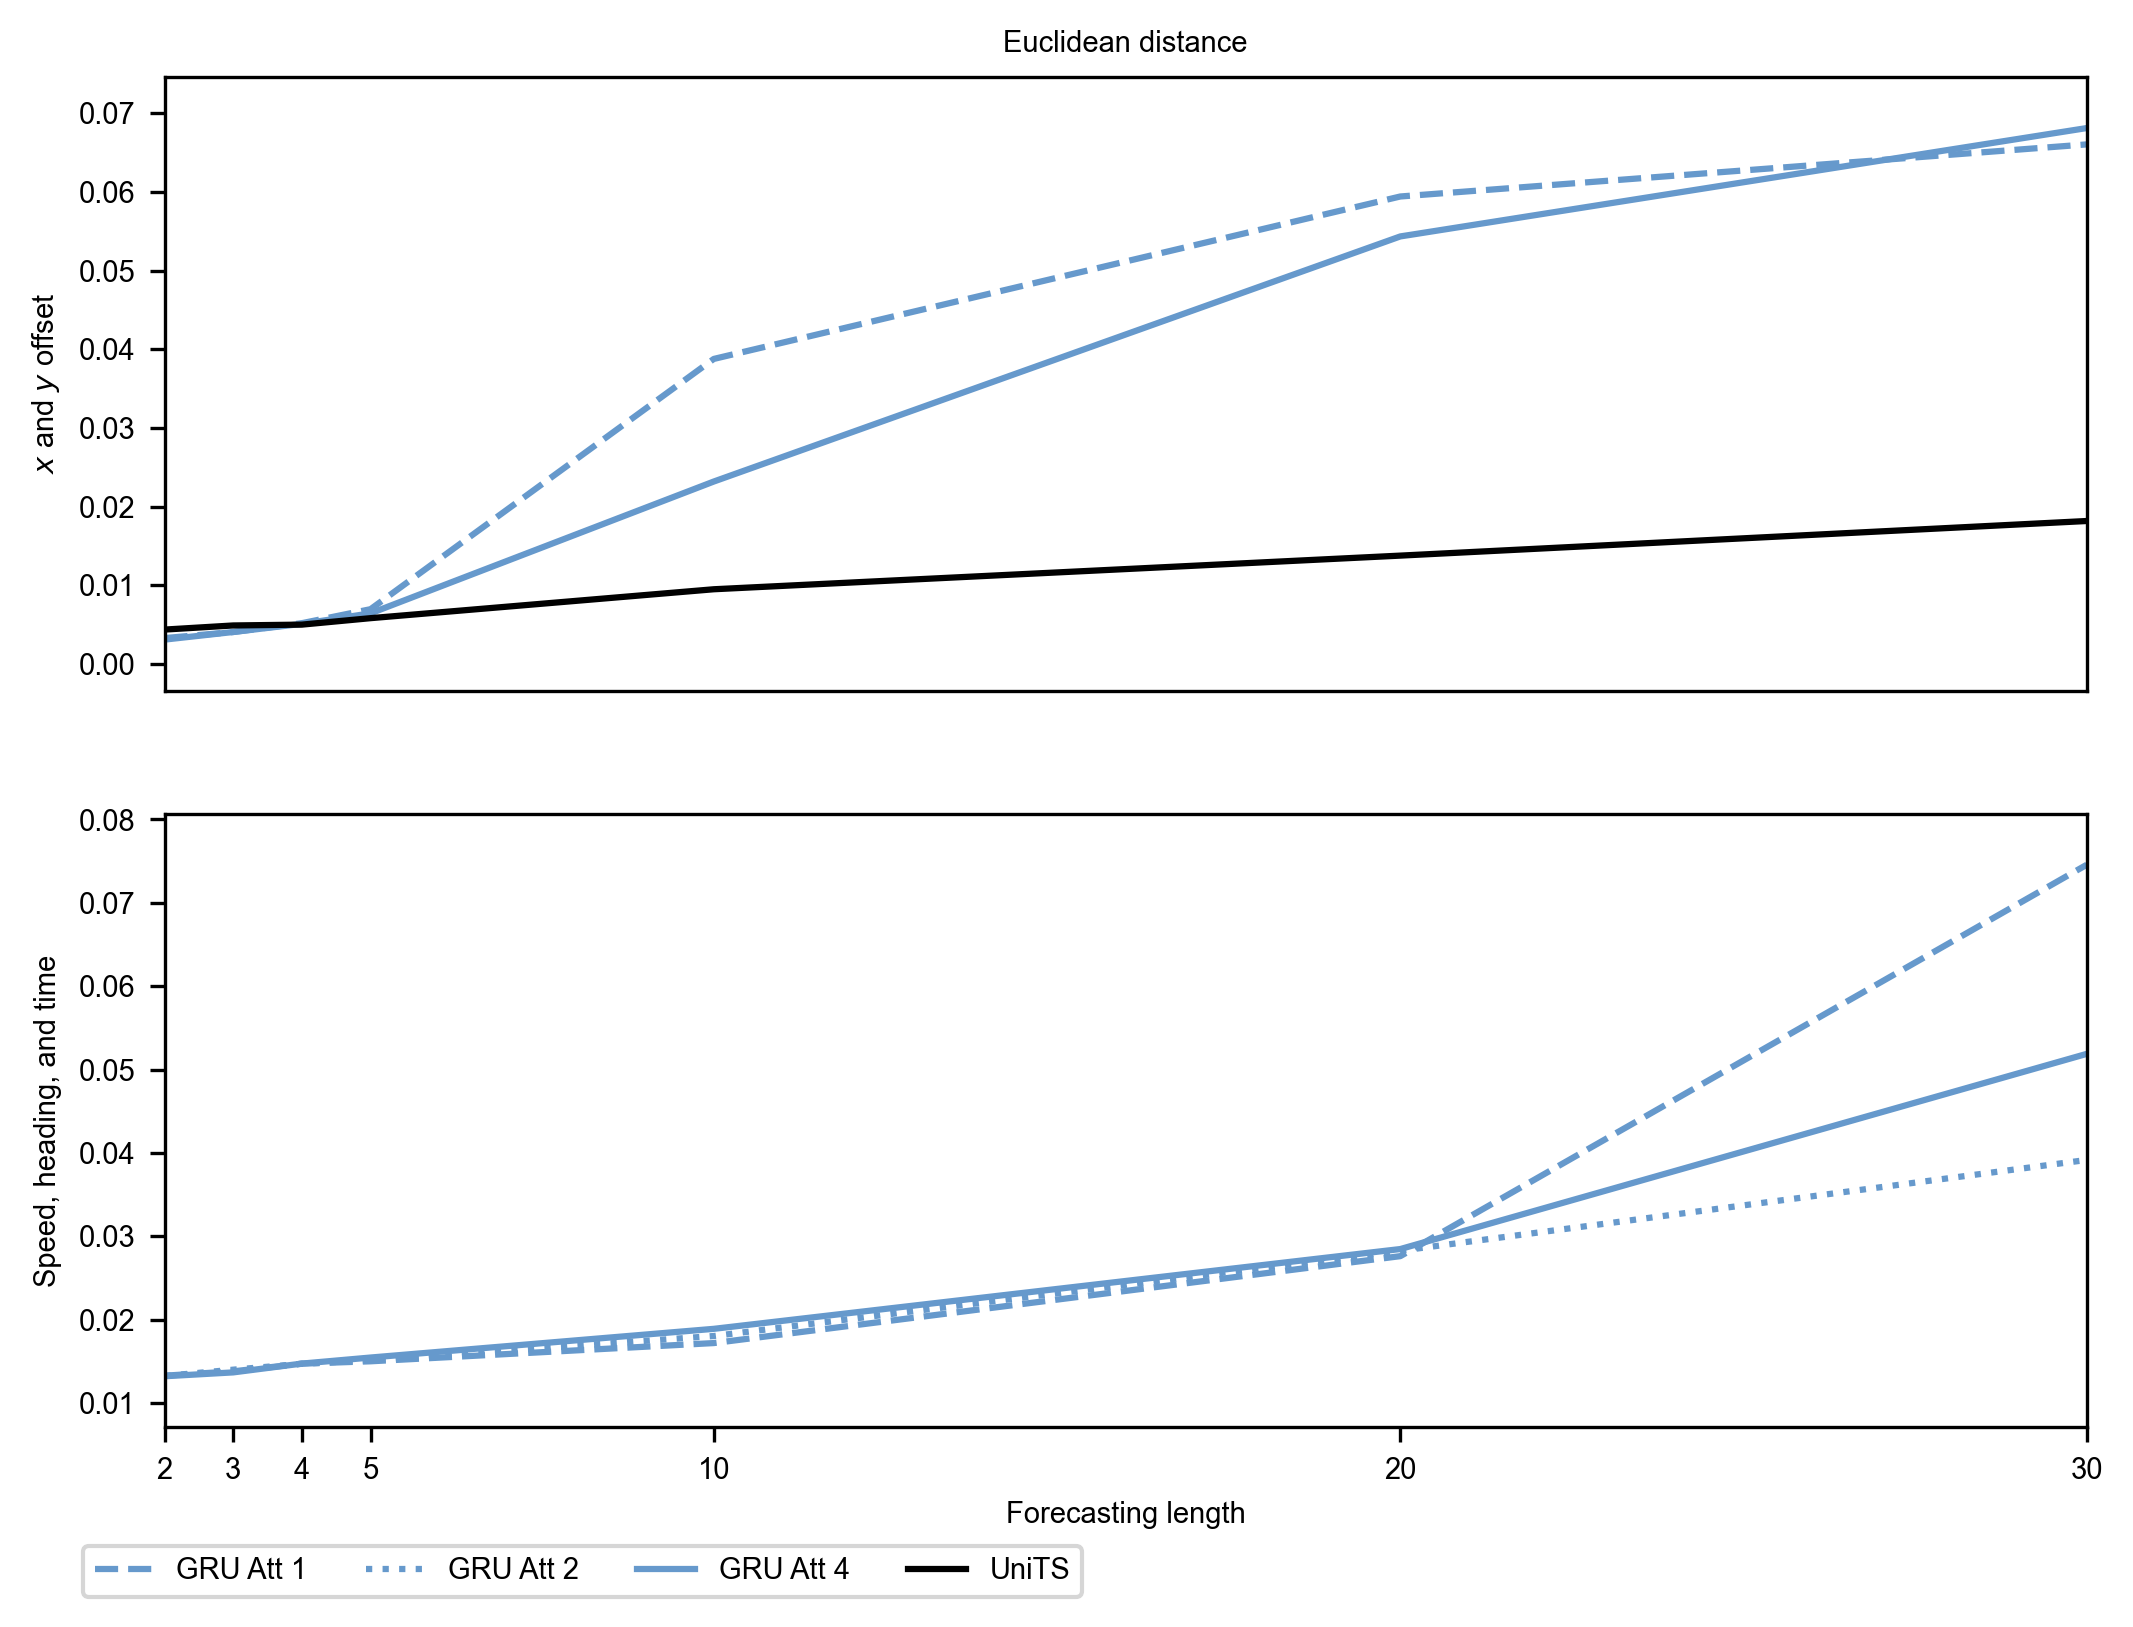 Euclidean distance
0.07
0.06
0.05
0.04
0.03
0.02
0.01
0.00
x and y offset
0.08
0.07
0.06
0.05
0.04
0.03
0.02
0.01
Speed, heading, and time
2 3 4 5 10 20 30
Forecasting length
GRU Att 1 GRU Att 2 GRU Att 4 UniTS